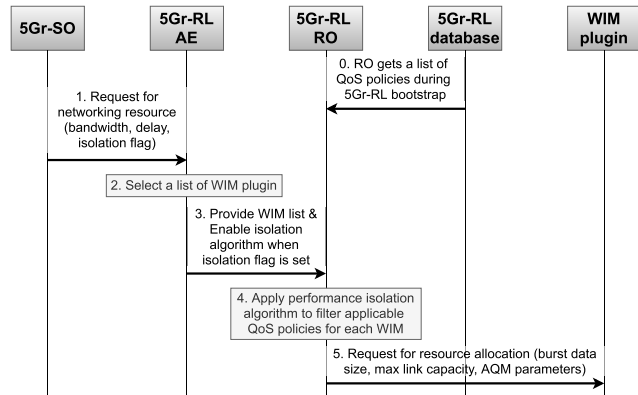 5Gr-SO
5Gr-RL
AE
5Gr-RL
RO
5Gr-RL
database
WIM
plugin
0. RO gets a list of
QoS policies during
5Gr-RL bootstrap
1. Request for
networking resource
(bandwidth, delay,
isolation flag)
2. Select a list of WIM plugin
3. Provide WIM list &
Enable isolation
algorithm when
isolation flag is set
4. Apply performance isolation
algorithm to filter applicable
QoS policies for each WIM
5. Request for resource allocation (burst data
size, max link capacity, AQM parameters)